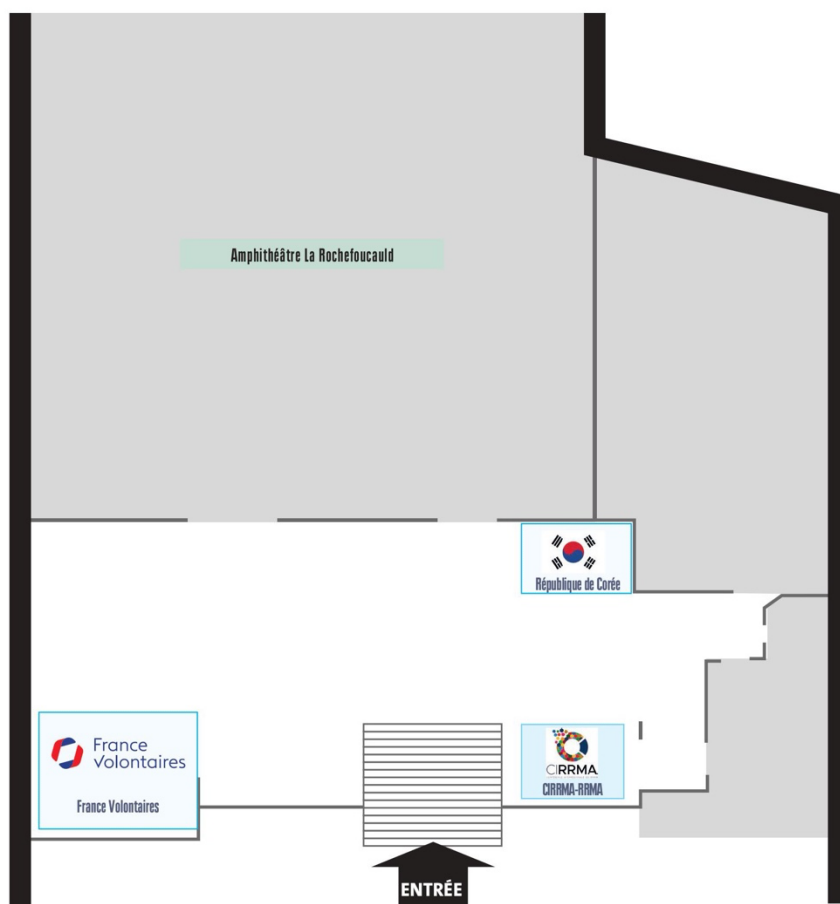 Amphithéâtre La Rochefoucauld
République de Corée
France
Volontaires
France Volontaires
CIRRMA
CIRRMA-RRMA
ENTRÉE